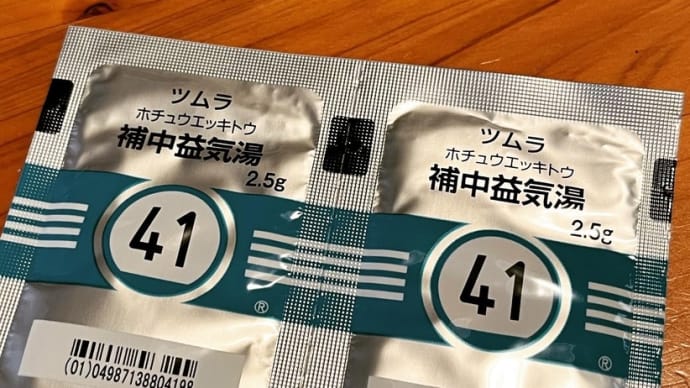 ツムラ
ホチュウエッキトウ
補中益気湯
2.5g
41
®
(01)04987138804198
ツムラ
ホチュウエッキトウ
補中益気湯
2.5g
41
®